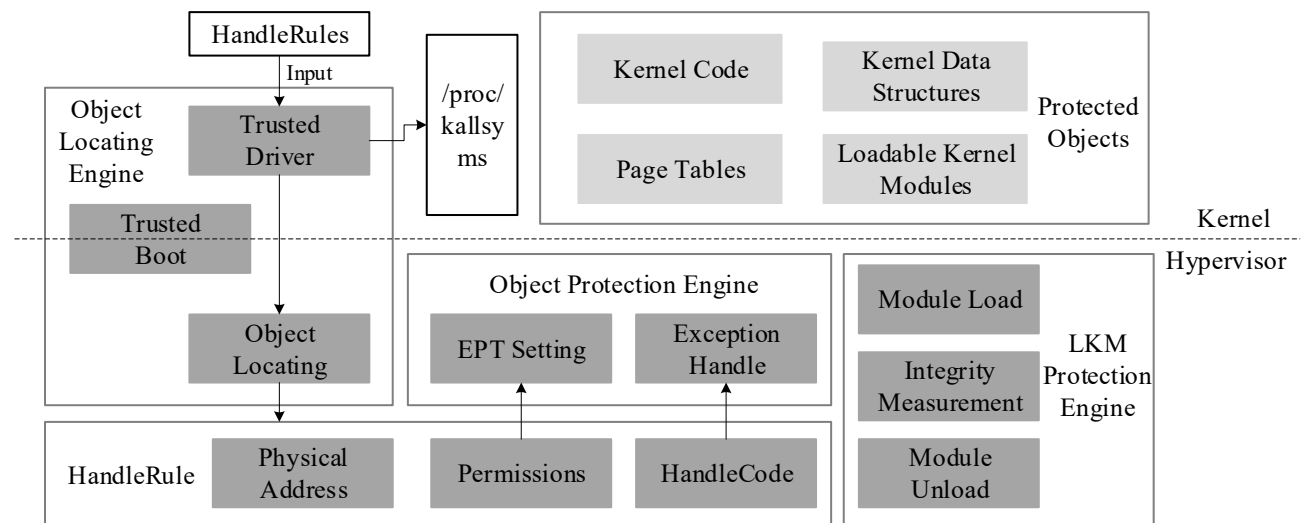 HandleRules
Input
Object
Locating
Engine
Trusted
Driver
/proc/
kallsy
ms
Trusted
Boot
Kernel Code
Kernel Data
Structures
Page Tables
Loadable Kernel
Modules
Protected
Objects
Kernel
Hypervisor
Object
Locating
Object Protection Engine
EPT Setting
Exception
Handle
Module Load
Integrity
Measurement
Module
Unload
LKM
Protection
Engine
HandleRule
Physical
Address
Permissions
HandleCode